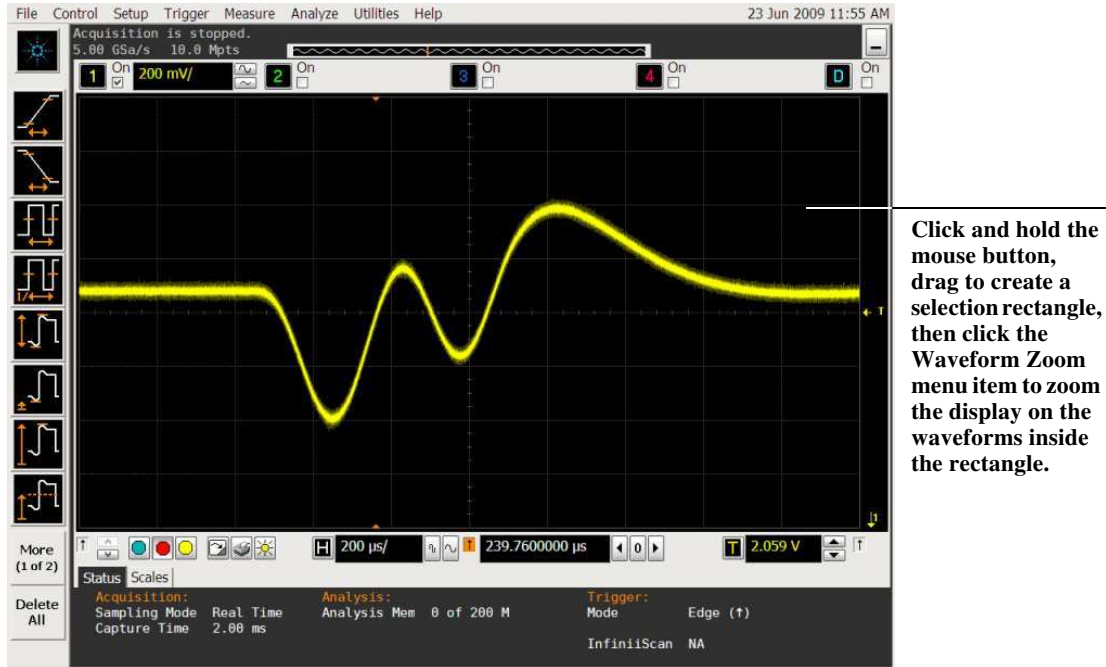 File Control Setup Trigger Measure Analyze Utilities Help 23 Jun 2009 11:55 AM
Acquisition is stopped.
5.00 GSa/s 10.0 Mpts
1 On 200 mV/ 2 On 3 On 4 On D On
T
1
1/
More
(1 of 2)
Delete
All
H 200 µs/ 239.7600000 µs 0 T 2.059 V
Status Scales
Acquisition: Analysis: Trigger:
Sampling Mode Real Time Analysis Mem 0 of 200 M Mode Edge (↑)
Capture Time 2.00 ms
InfiniiScan NA
Click and hold the
mouse button,
drag to create a
selection rectangle,
then click the
Waveform Zoom
menu item to zoom
the display on the
waveforms inside
the rectangle.